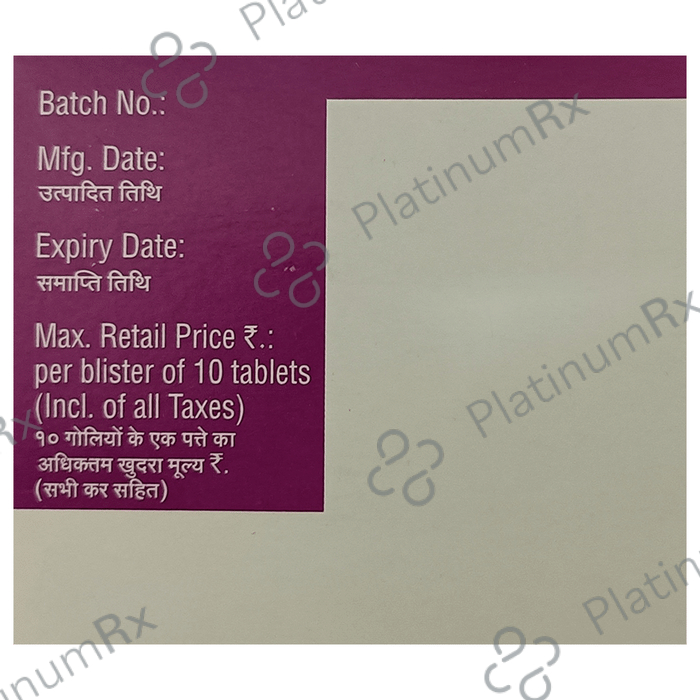 Batch No.:
Mfg. Date:
उत्पादित तिथि
Expiry Date:
समाप्ति तिथि
Max. Retail Price ₹.:
per blister of 10 tablets
(Incl. of all Taxes)
१० गोलियों के एक पत्ते का
अधिकतम खुदरा मूल्य ₹.
(सभी कर सहित)
PlatinumRx
PlatinumRx
PlatinumRx